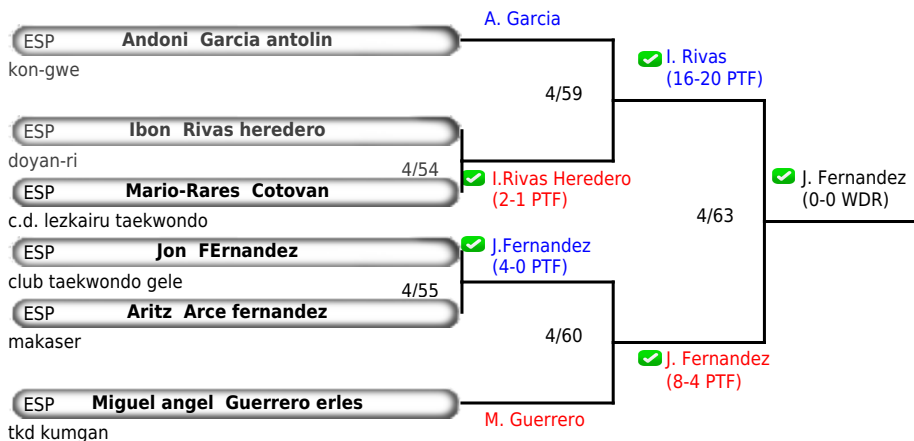 A. Garcia
ESP Andoni Garcia antolin
kon-gwe
I. Rivas
(16-20 PTF)
4/59
ESP Ibon Rivas heredero
doyan-ri
4/54
I.Rivas Heredero
(2-1 PTF)
ESP Mario-Rares Cotovan
c.d. lezkairu taekwondo
J. Fernandez
(0-0 WDR)
4/63
ESP Jon FErnandez
club taekwondo gele
J.Fernandez
(4-0 PTF)
4/55
ESP Aritz Arce fernandez
makaser
4/60
J. Fernandez
(8-4 PTF)
ESP Miguel angel Guerrero erles
tkd kumgan
M. Guerrero